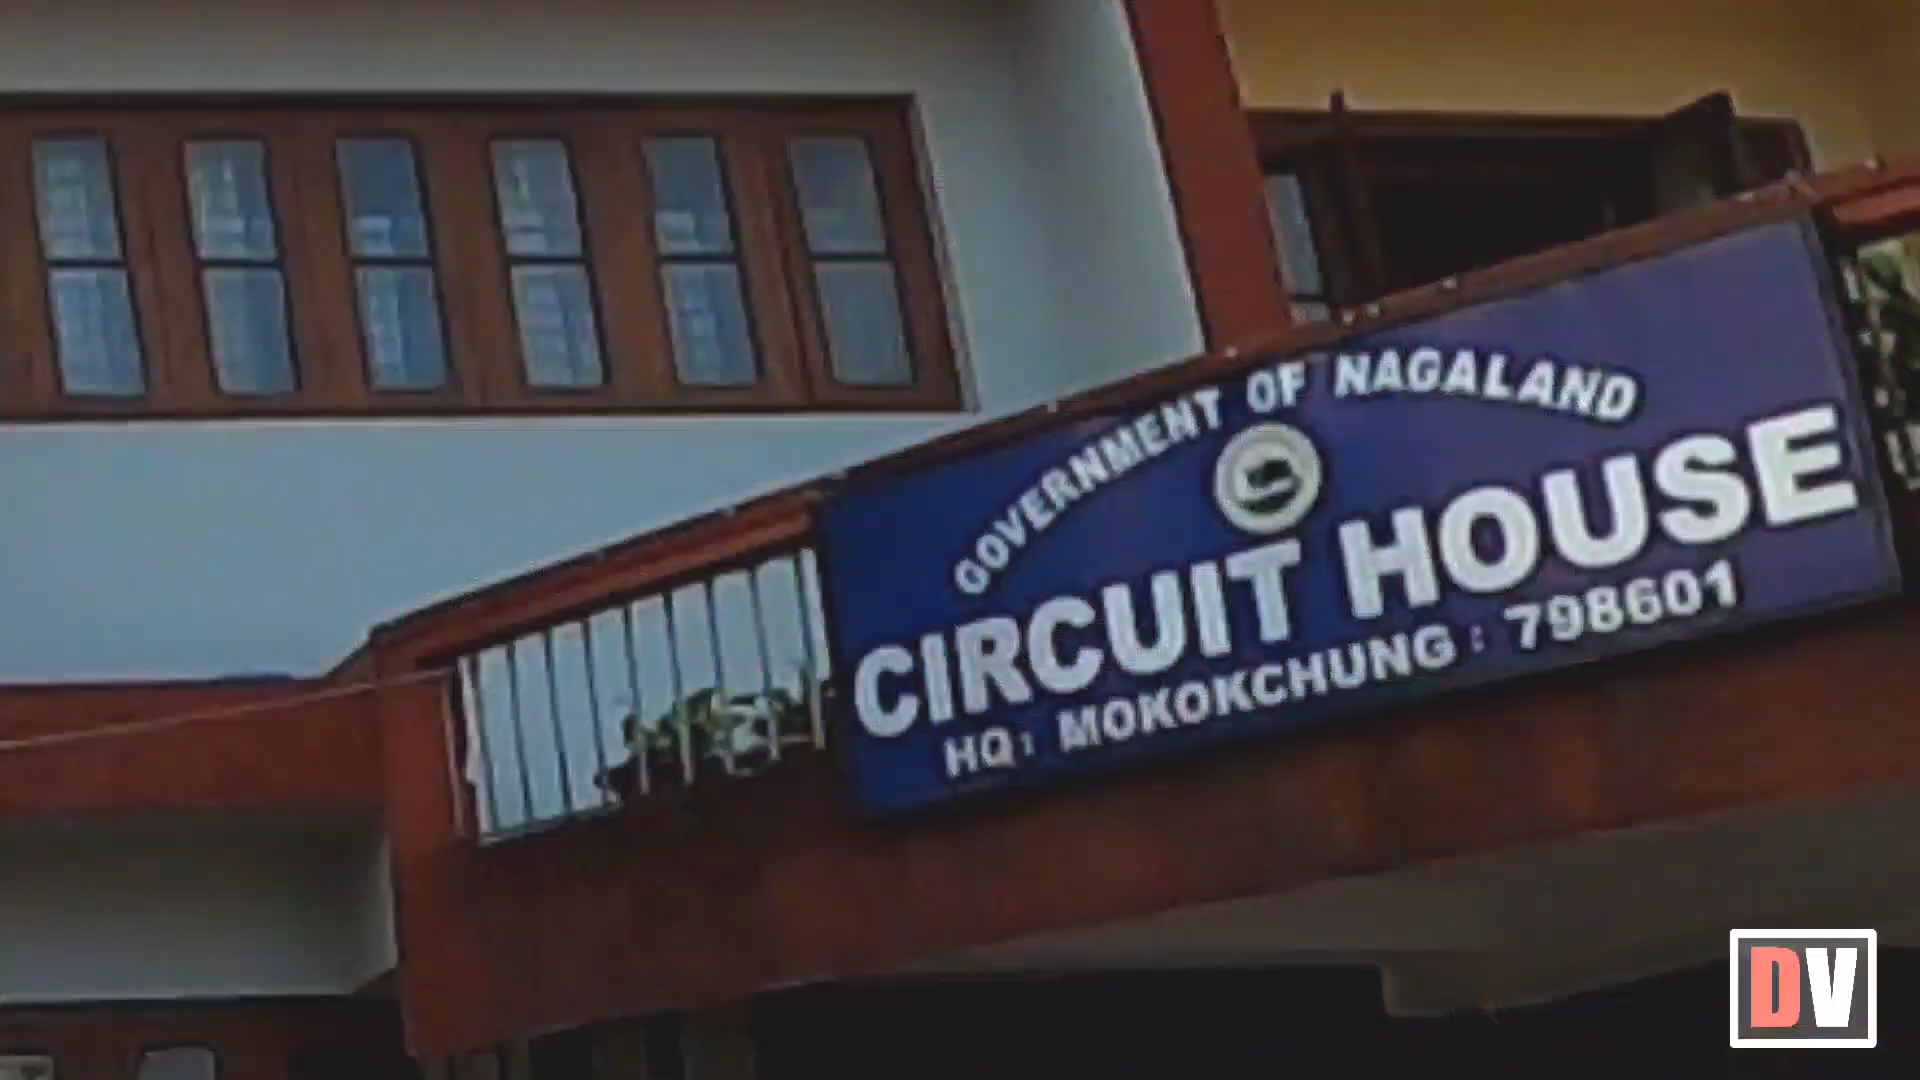 GOVERNMENT OF NAGALAND
CIRCUIT HOUSE
HQ: MOKOKCHUNG: 798601
DV